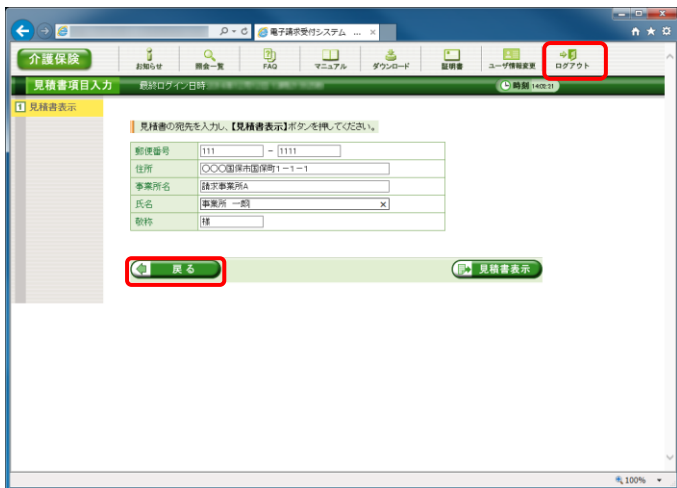 電子請求受付システム ...
介護保険
お知らせ 照会一覧 FAQ マニュアル ダウンロード 証明書 ユーザ情報変更 ログアウト
見積書項目入力 最終ログイン日時
時刻 14:02:21
1 見積書表示
見積書の宛先を入力し、【見積書表示】ボタンを押してください。
郵便番号 111 - 1111
住所 〇〇〇国保市国保町1-1-1
事業所名 請求事業所A
氏名 事業所 一郎
敬称 様
戻る 見積書表示
100%